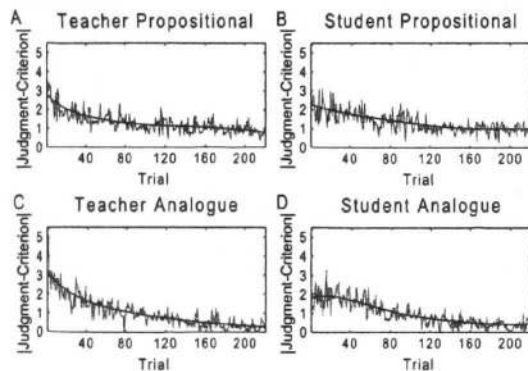 A Teacher Propositional
B Student Propositional
|Judgment-Criterion|
5
4
3
2
1
0
40 80 120 160 200
Trial
|Judgment-Criterion|
5
4
3
2
1
0
40 80 120 160 200
Trial
C Teacher Analogue
D Student Analogue
|Judgment-Criterion|
5
4
3
2
1
0
40 80 120 160 200
Trial
|Judgment-Criterion|
5
4
3
2
1
0
40 80 120 160 200
Trial